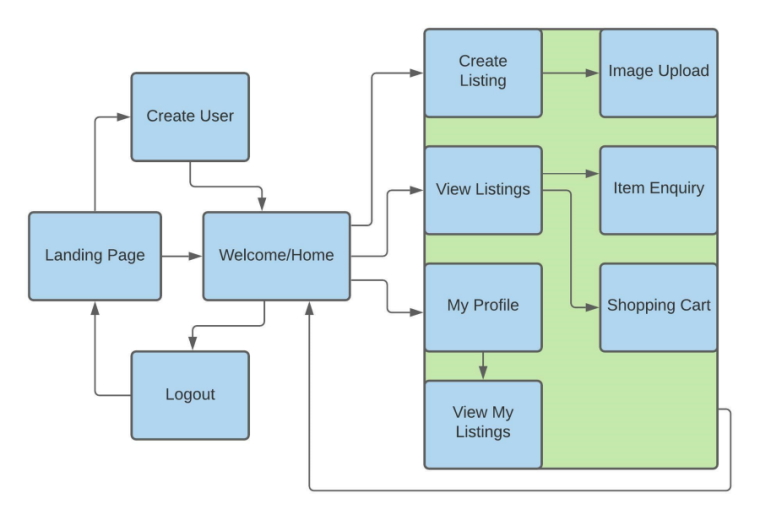 Create
Listing
Image Upload
Create User
View Listings
Item Enquiry
Landing Page
Welcome/Home
My Profile
Shopping Cart
Logout
View My
Listings